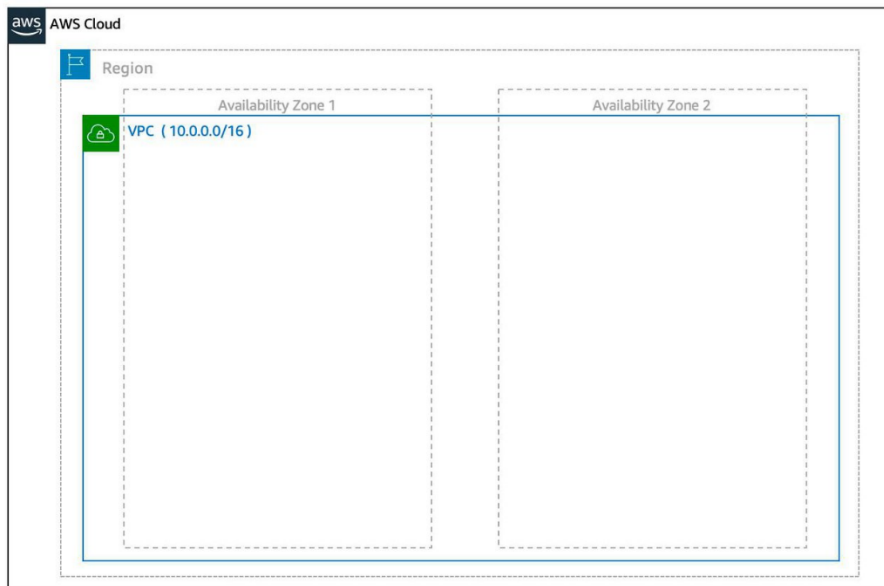 aws AWS Cloud
Region
Availability Zone 1
Availability Zone 2
VPC ( 10.0.0.0/16 )